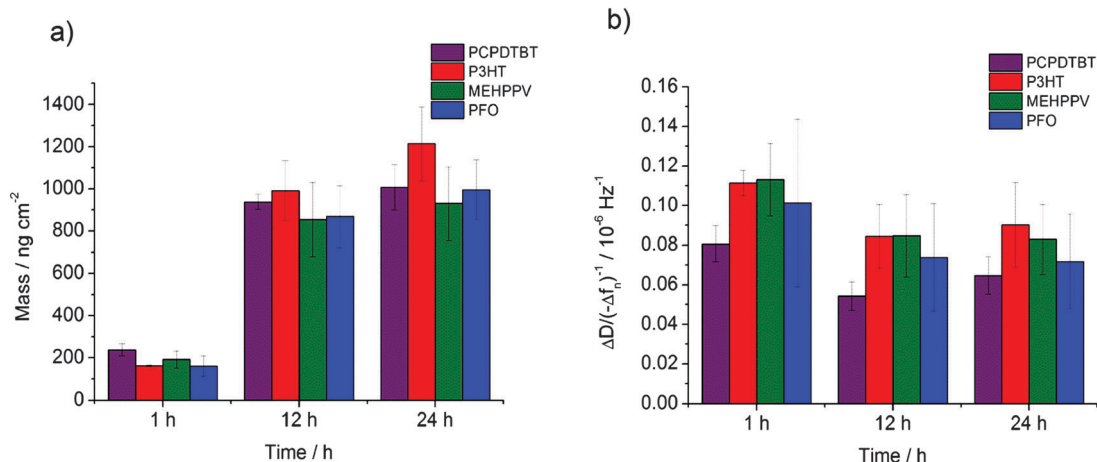 a)
PCPDTBT
P3HT
MEHPPV
PFO
Mass / ng cm⁻²
1400
1200
1000
800
600
400
200
0
1 h 12 h 24 h
Time / h
b)
PCPDTBT
P3HT
MEHPPV
PFO
ΔD/(-Δfₙ)⁻¹ / 10⁻⁶ Hz⁻¹
0.16
0.14
0.12
0.10
0.08
0.06
0.04
0.02
0.00
1 h 12 h 24 h
Time / h